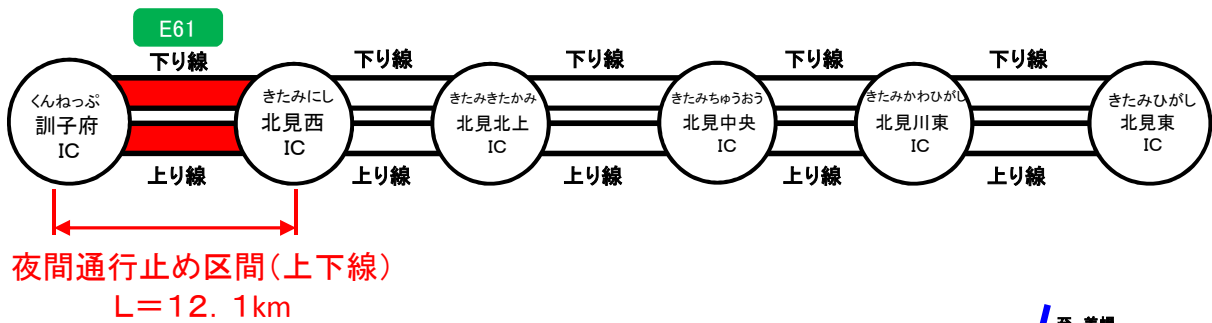 E61
下り線
下り線
下り線
下り線
下り線
くんねっぷ
訓子府
IC
きたみにし
北見西
IC
きたみきたかみ
北見北上
IC
きたみちゅうおう
北見中央
IC
きたみかわひがし
北見川東
IC
きたみひがし
北見東
IC
上り線
上り線
上り線
上り線
上り線
夜間通行止め区間(上下線)
L=12.1km